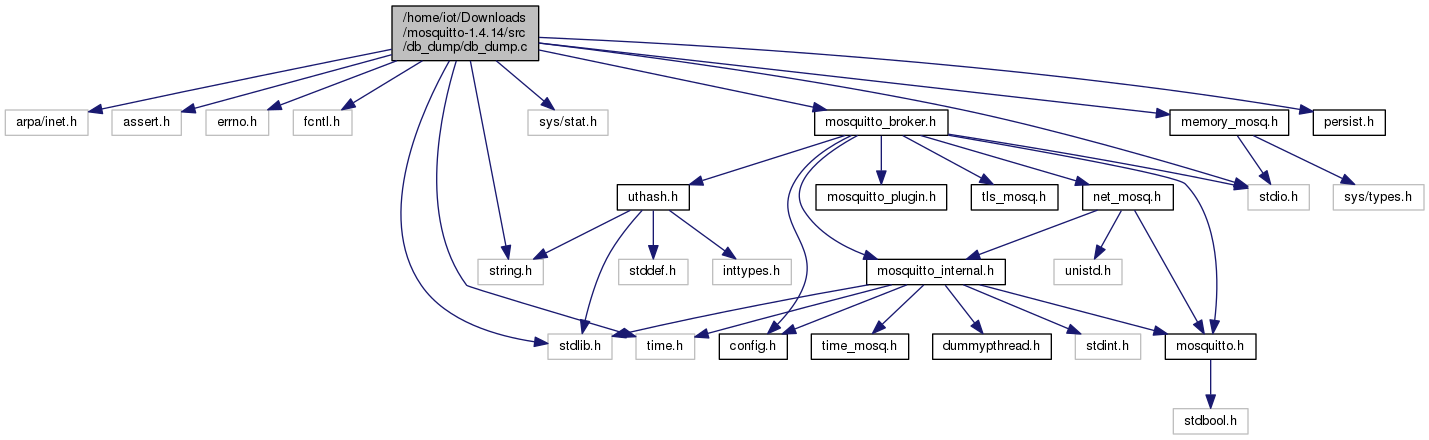 /home/iot/Downloads
/mosquitto-1.4.14/src
/db_dump/db_dump.c
arpa/inet.h
assert.h
errno.h
fcntl.h
sys/stat.h
mosquitto_broker.h
memory_mosq.h
persist.h
uthash.h
mosquitto_plugin.h
tls_mosq.h
net_mosq.h
stdio.h
sys/types.h
string.h
stddef.h
inttypes.h
mosquitto_internal.h
unistd.h
stdlib.h
time.h
config.h
time_mosq.h
dummypthread.h
stdint.h
mosquitto.h
stdbool.h